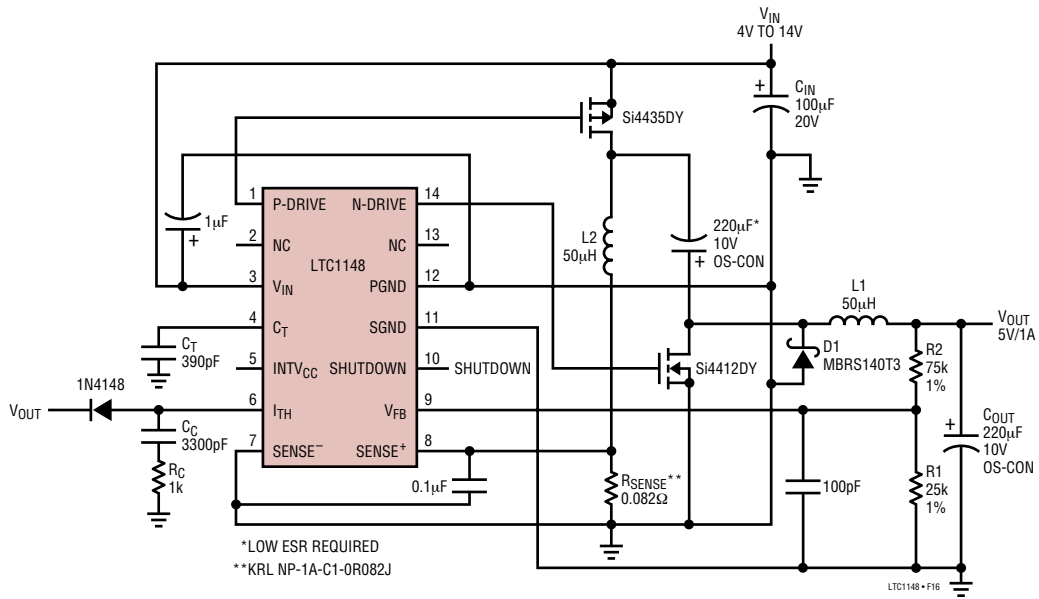 VIN
4V TO 14V
CIN
100µF
20V
+
Si4435DY
1µF
+
1
P-DRIVE
N-DRIVE
14
2
NC
NC
13
LTC1148
3
VIN
PGND
12
4
CT
SGND
11
5
INTVCC
SHUTDOWN
10
SHUTDOWN
6
ITH
VFB
9
7
SENSE–
SENSE+
8
L2
50µH
220µF*
10V
OS-CON
+
L1
50µH
VOUT
5V/1A
CT
390pF
1N4148
VOUT
CC
3300pF
RC
1k
Si4412DY
D1
MBRS140T3
R2
75k
1%
+
COUT
220µF
10V
OS-CON
0.1µF
RSENSE**
0.082Ω
100pF
R1
25k
1%
*LOW ESR REQUIRED
**KRL NP-1A-C1-0R082J
LTC1148 • F16